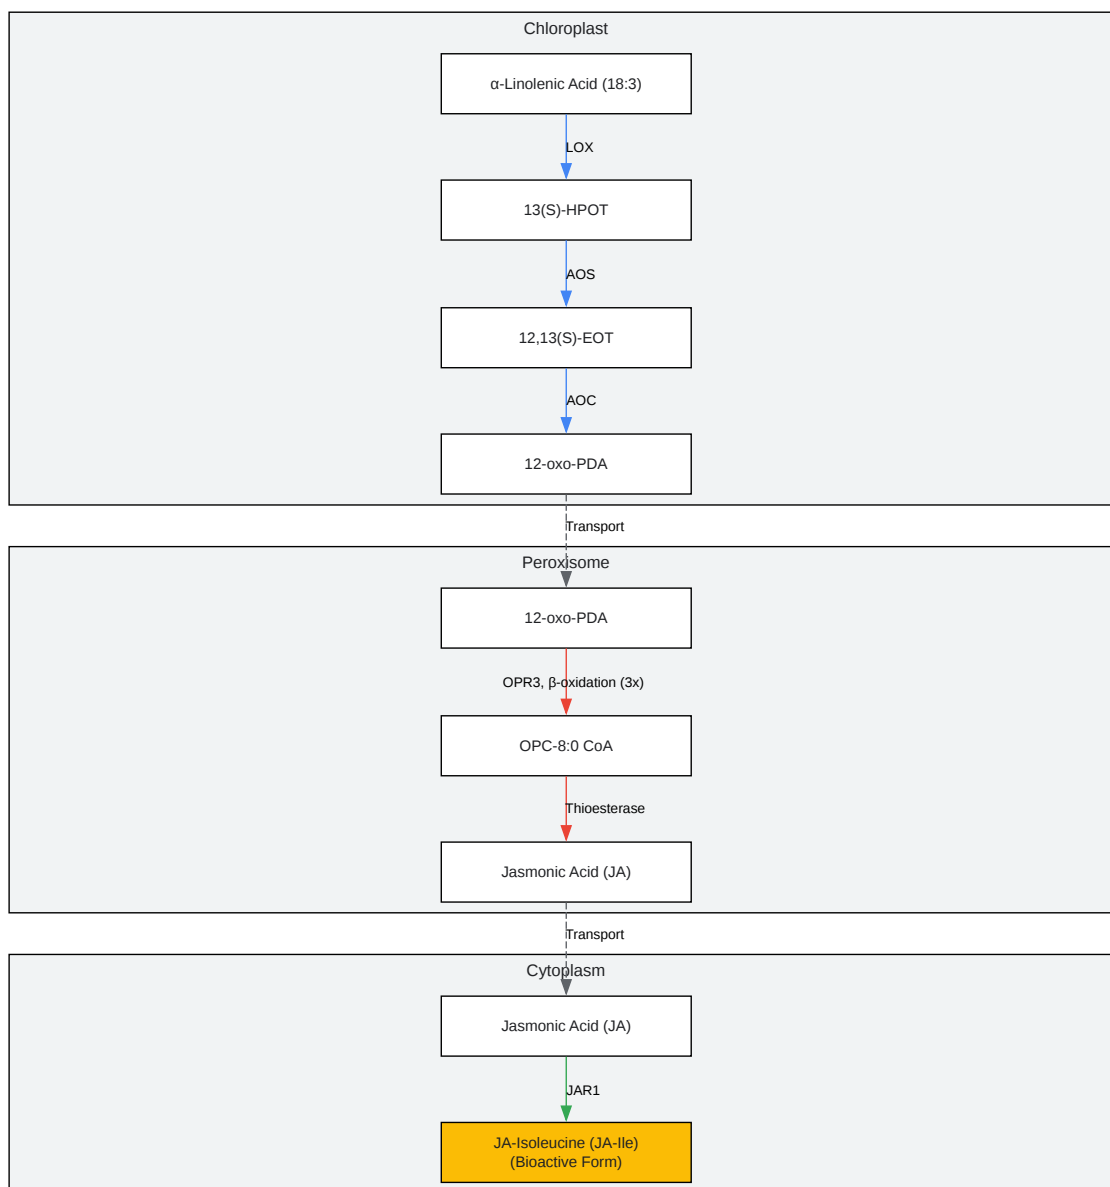 Chloroplast
α-Linolenic Acid (18:3)
LOX
13(S)-HPOT
AOS
12,13(S)-EOT
AOC
12-oxo-PDA
Transport
Peroxisome
12-oxo-PDA
OPR3, β-oxidation (3x)
OPC-8:0 CoA
Thioesterase
Jasmonic Acid (JA)
Transport
Cytoplasm
Jasmonic Acid (JA)
JAR1
JA-Isoleucine (JA-Ile)
(Bioactive Form)